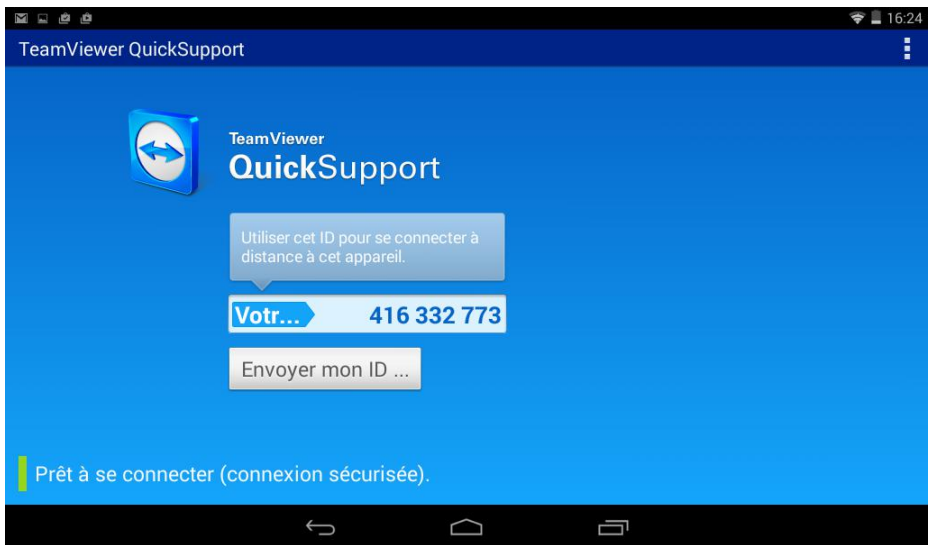 16:24
TeamViewer QuickSupport
TeamViewer
QuickSupport
Utiliser cet ID pour se connecter à
distance à cet appareil.
Votr... 416 332 773
Envoyer mon ID ...
Prêt à se connecter (connexion sécurisée).